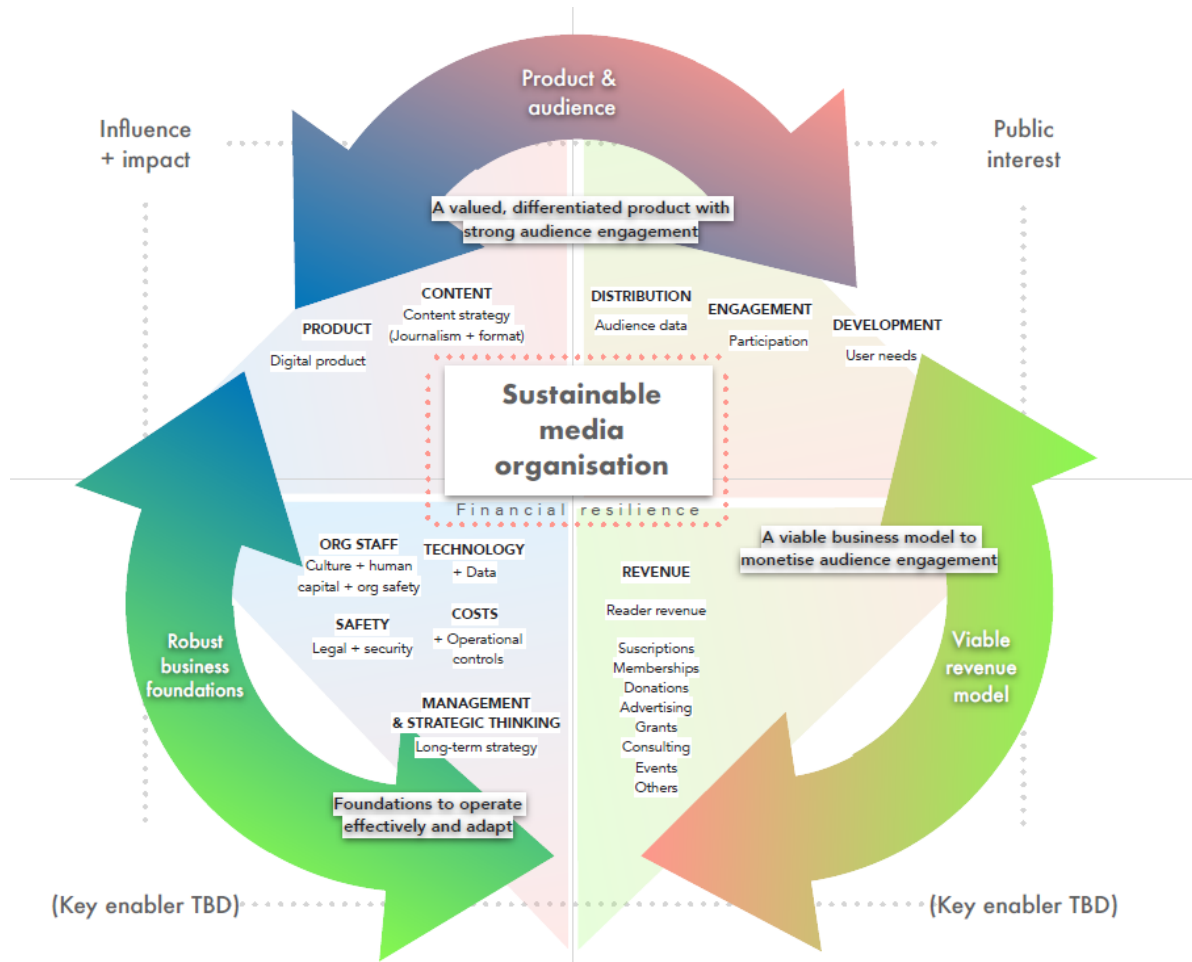 Product &
audience
Influence
+ impact
Public
interest
A valued, differentiated product with
strong audience engagement
CONTENT
Content strategy
(Journalism + format)
PRODUCT
Digital product
DISTRIBUTION
Audience data
ENGAGEMENT
Participation
DEVELOPMENT
User needs
Sustainable
media
organisation
Financial resilience
ORG STAFF
Culture + human
capital + org safety
TECHNOLOGY
+ Data
SAFETY
Legal + security
COSTS
+ Operational
controls
MANAGEMENT
& STRATEGIC THINKING
Long-term strategy
Robust
business
foundations
Foundations to operate
effectively and adapt
A viable business model to
monetise audience engagement
REVENUE
Reader revenue
Suscriptions
Memberships
Donations
Advertising
Grants
Consulting
Events
Others
Viable
revenue
model
(Key enabler TBD)
(Key enabler TBD)